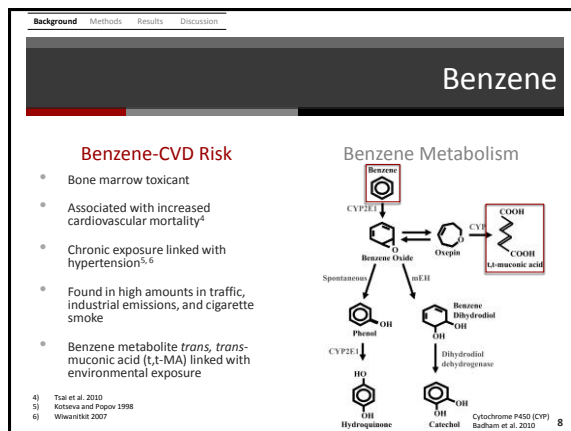 Background Methods Results Discussion
Benzene
Benzene-CVD Risk
Bone marrow toxicant
Associated with increased
cardiovascular mortality4
Chronic exposure linked with
hypertension5, 6
Found in high amounts in traffic,
industrial emissions, and cigarette
smoke
Benzene metabolite trans, trans-
muconic acid (t,t-MA) linked with
environmental exposure
4) Tsai et al. 2010
5) Kotseva and Popov 1998
6) Wiwanitkit 2007
Benzene Metabolism
Benzene
CYP2E1
O
Benzene Oxide
O
Oxepin
CYP
COOH
COOH
t,t-muconic acid
Spontaneous
mEH
OH
Phenol
Benzene
Dihydrodiol
OH
OH
CYP2E1
Dihydrodiol
dehydrogenase
HO
OH
Hydroquinone
OH
OH
Catechol
Cytochrome P450 (CYP)
Badham et al. 2010
8